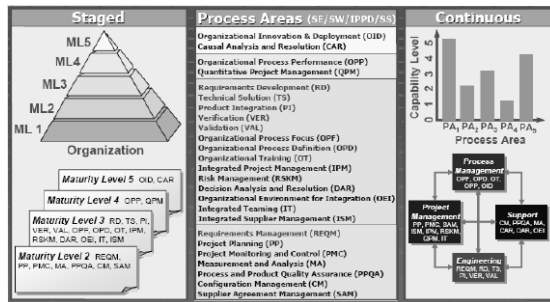 Staged
ML5
ML4
ML3
ML2
ML 1
Organization
Maturity Level 5 OID, CAR
Maturity Level 4 OPP, QPM
Maturity Level 3 RD, TS, PI,
VER, VAL, OPF, OPD, OT, IPM,
RSKM, DAR, OEI, IT, ISM
Maturity Level 2 REQM,
PP, PMC, MA, PPQA, CM, SAM
Process Areas (SE/SW/IPPD/SS)
Organizational Innovation & Deployment (OID)
Causal Analysis and Resolution (CAR)
Organizational Process Performance (OPP)
Quantitative Project Management (QPM)
Requirements Development (RD)
Technical Solution (TS)
Product Integration (PI)
Verification (VER)
Validation (VAL)
Organizational Process Focus (OPF)
Organizational Process Definition (OPD)
Organizational Training (OT)
Integrated Project Management (IPM)
Risk Management (RSKM)
Decision Analysis and Resolution (DAR)
Organizational Environment for Integration (OEI)
Integrated Teaming (IT)
Integrated Supplier Management (ISM)
Requirements Management (REQM)
Project Planning (PP)
Project Monitoring and Control (PMC)
Measurement and Analysis (MA)
Process and Product Quality Assurance (PPQA)
Configuration Management (CM)
Supplier Agreement Management (SAM)
Continuous
Capability Level
5
4
3
2
1
0
PA1 PA2 PA3 PA4 PA5
Process Area
Process
Management
OPF, OPD, OT,
OPP, OID
Project
Management
PP, PMC, SAM,
ISM, IPM, RSKM,
QPM, IT
Support
CM, PPQA, MA,
CAR, DAR, OEI
Engineering
REQM, RD, TS,
PI, VER, VAL